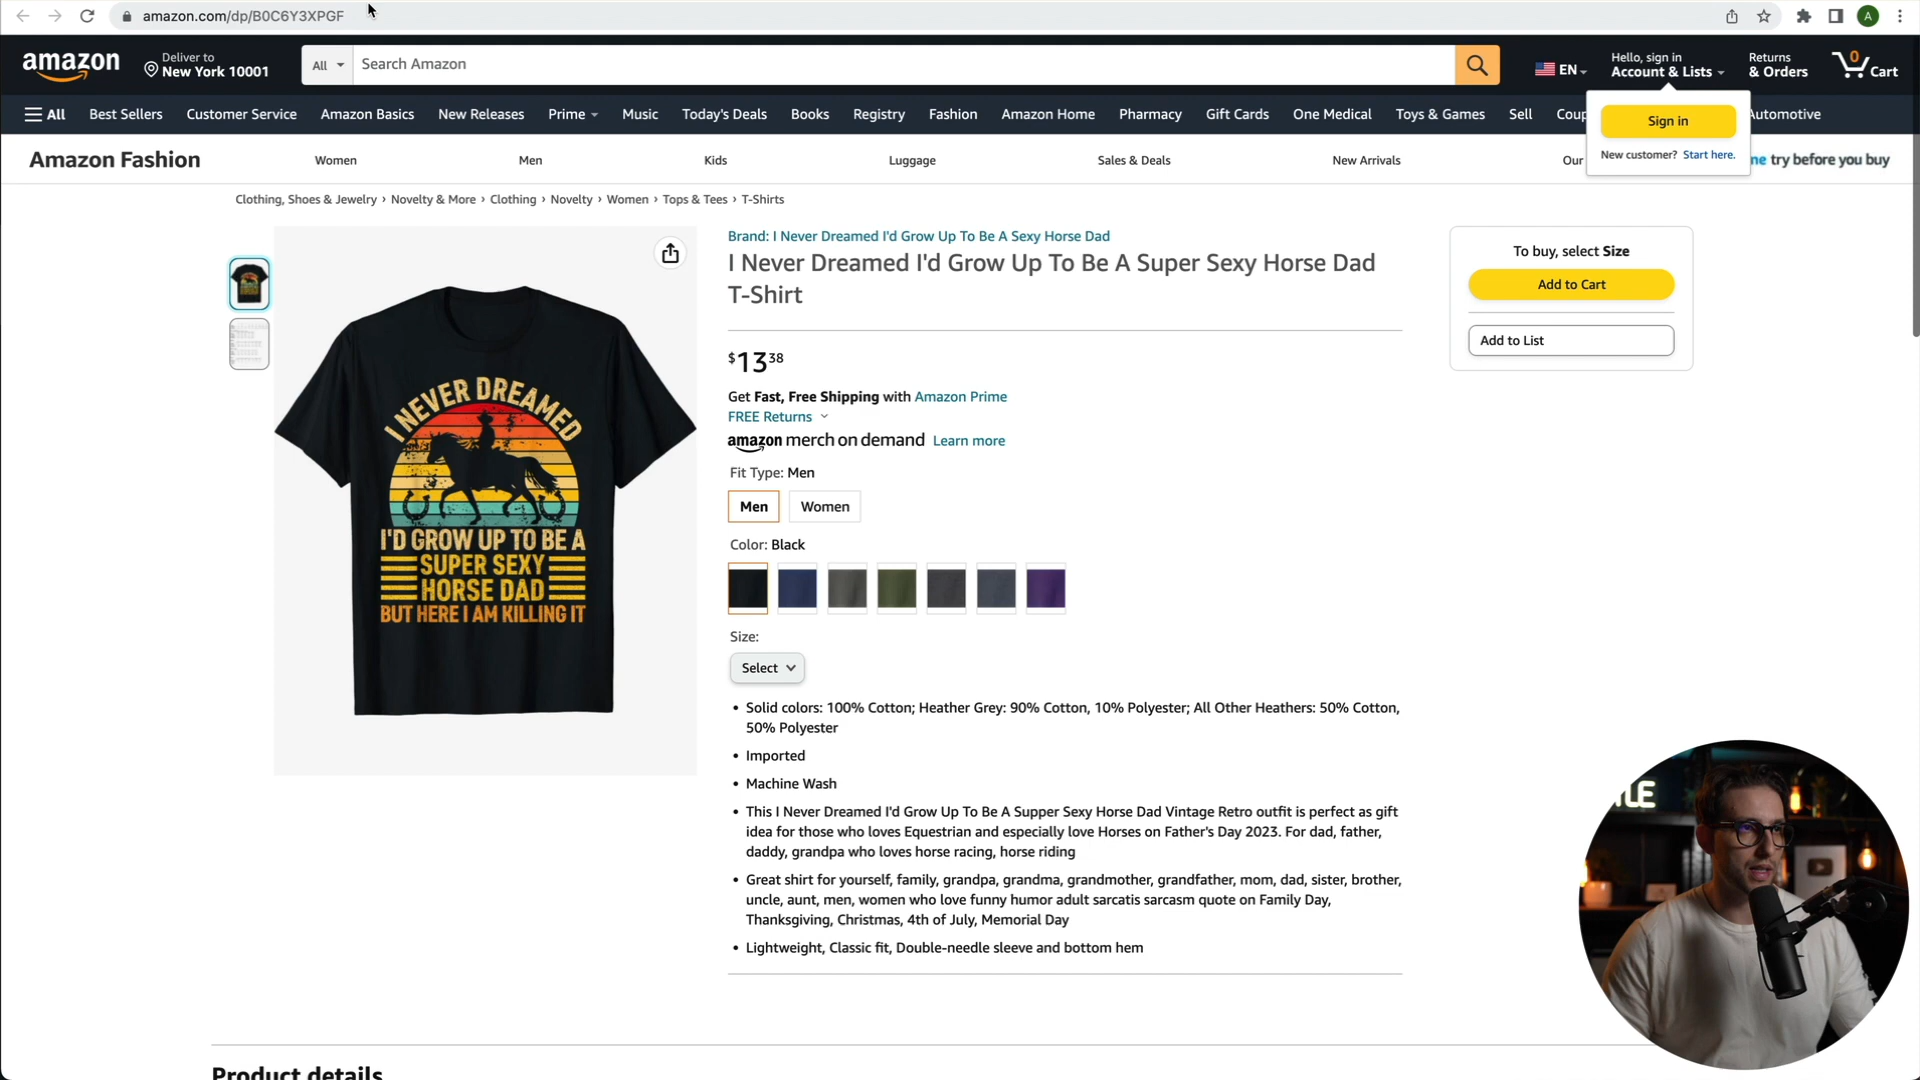 amazon.com/dp/B0C6Y3XPGF
A
amazon
Deliver to
New York 10001
All
Search Amazon
EN
Hello, sign in
Account & Lists
Returns
& Orders
0
Cart
All
Best Sellers
Customer Service
Amazon Basics
New Releases
Prime
Music
Today's Deals
Books
Registry
Fashion
Amazon Home
Pharmacy
Gift Cards
One Medical
Toys & Games
Sell
Coup
Automotive
Sign in
New customer? Start here.
Amazon Fashion
Women
Men
Kids
Luggage
Sales & Deals
New Arrivals
Our
me try before you buy
Clothing, Shoes & Jewelry › Novelty & More › Clothing › Novelty › Women › Tops & Tees › T-Shirts
I NEVER DREAMED
I'D GROW UP TO BE A
SUPER SEXY
HORSE DAD
BUT HERE I AM KILLING IT
Brand: I Never Dreamed I'd Grow Up To Be A Sexy Horse Dad
I Never Dreamed I'd Grow Up To Be A Super Sexy Horse Dad
T-Shirt
$13 38
Get Fast, Free Shipping with Amazon Prime
FREE Returns
amazon merch on demand Learn more
Fit Type: Men
Men
Women
Color: Black
Size:
Select
• Solid colors: 100% Cotton; Heather Grey: 90% Cotton, 10% Polyester; All Other Heathers: 50% Cotton,
50% Polyester
• Imported
• Machine Wash
• This I Never Dreamed I'd Grow Up To Be A Supper Sexy Horse Dad Vintage Retro outfit is perfect as gift
idea for those who loves Equestrian and especially love Horses on Father's Day 2023. For dad, father,
daddy, grandpa who loves horse racing, horse riding
• Great shirt for yourself, family, grandpa, grandma, grandmother, grandfather, mom, dad, sister, brother,
uncle, aunt, men, women who love funny humor adult sarcatis sarcasm quote on Family Day,
Thanksgiving, Christmas, 4th of July, Memorial Day
• Lightweight, Classic fit, Double-needle sleeve and bottom hem
To buy, select Size
Add to Cart
Add to List
Product details